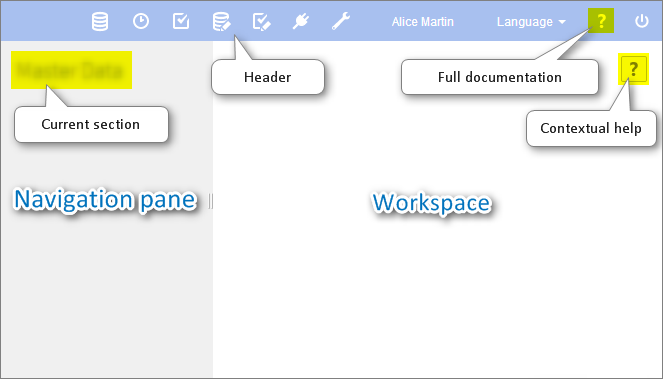 Alice Martin Language ?
Master Data
?
Header
Full documentation
Current section
Contextual help
Navigation pane
Workspace